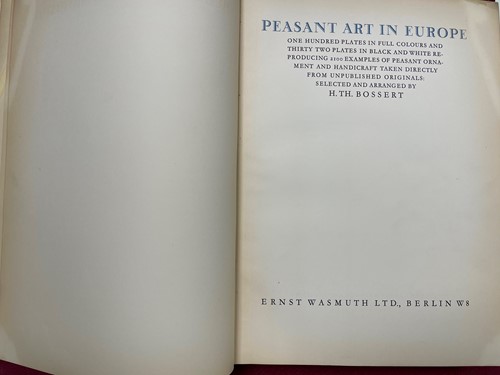 PEASANT ART IN EUROPE
ONE HUNDRED PLATES IN FULL COLOURS AND
THIRTY TWO PLATES IN BLACK AND WHITE RE-
PRODUCING 2100 EXAMPLES OF PEASANT ORNA-
MENT AND HANDICRAFT TAKEN DIRECTLY
FROM UNPUBLISHED ORIGINALS:
SELECTED AND ARRANGED BY
H. TH. BOSSERT
ERNST WASMUTH LTD., BERLIN W8